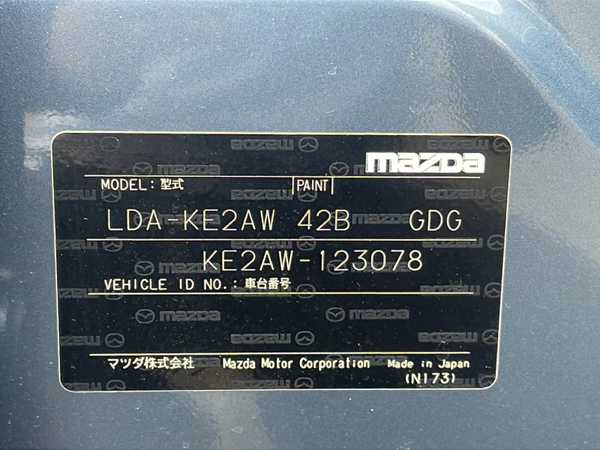 mazda
MODEL: 型式 PAINT
LDA-KE2AW 42B GDG
KE2AW-123078
VEHICLE ID NO.: 車台番号
マツダ株式会社 Mazda Motor Corporation Made in Japan
(N173)